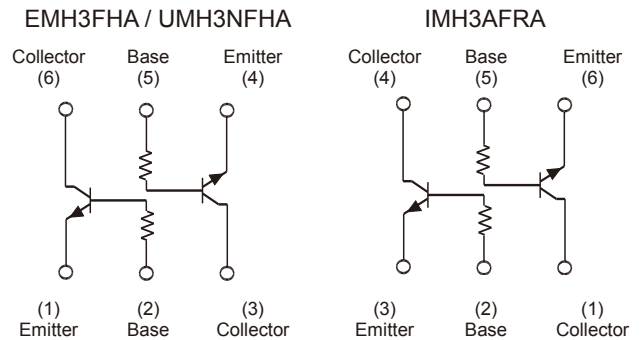 EMH3FHA / UMH3NFHA
Collector Base Emitter
(6) (5) (4)
(1) (2) (3)
Emitter Base Collector
IMH3AFRA
Collector Base Emitter
(4) (5) (6)
(3) (2) (1)
Emitter Base Collector